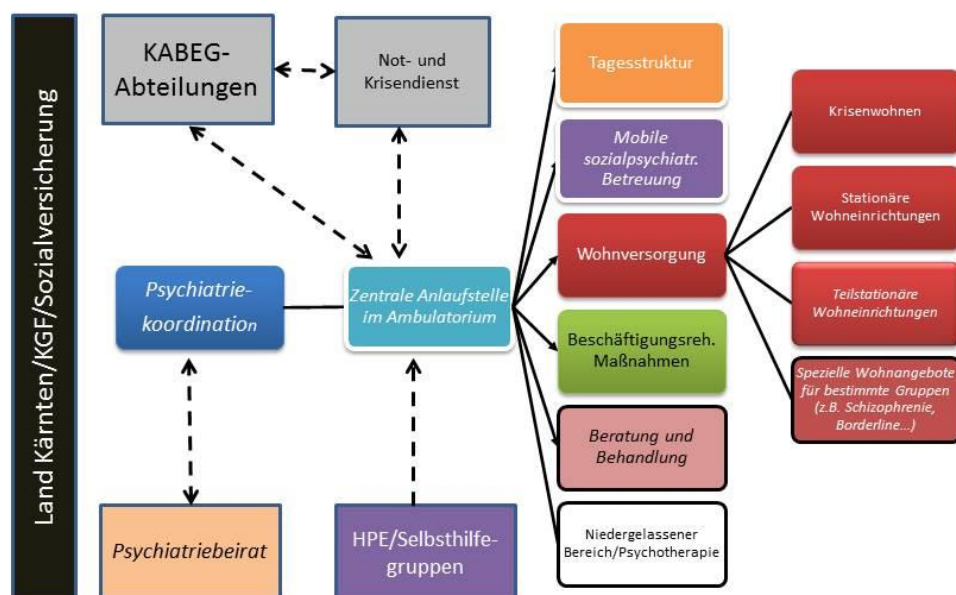 Land Kärnten/KGF/Sozialversicherung
KABEG-
Abteilungen
Not- und
Krisendienst
Psychiatrie-
koordination
Zentrale Anlaufstelle
im Ambulatorium
Psychiatriebeirat
HPE/Selbsthilfe-
gruppen
Tagesstruktur
Mobile
sozialpsychiatr.
Betreuung
Wohnversorgung
Beschäftigungsreh.
Maßnahmen
Beratung und
Behandlung
Niedergelassener
Bereich/Psychotherapie
Krisenwohnen
Stationäre
Wohneinrichtungen
Teilstationäre
Wohneinrichtungen
Spezielle Wohnangebote
für bestimmte Gruppen
(z.B. Schizophrenie,
Borderline...)